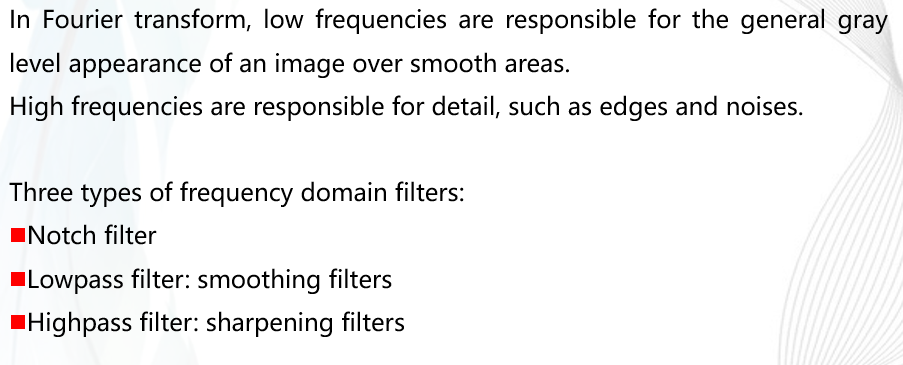 In Fourier transform, low frequencies are responsible for the general gray
level appearance of an image over smooth areas.
High frequencies are responsible for detail, such as edges and noises.
Three types of frequency domain filters:
Notch filter
Lowpass filter: smoothing filters
Highpass filter: sharpening filters